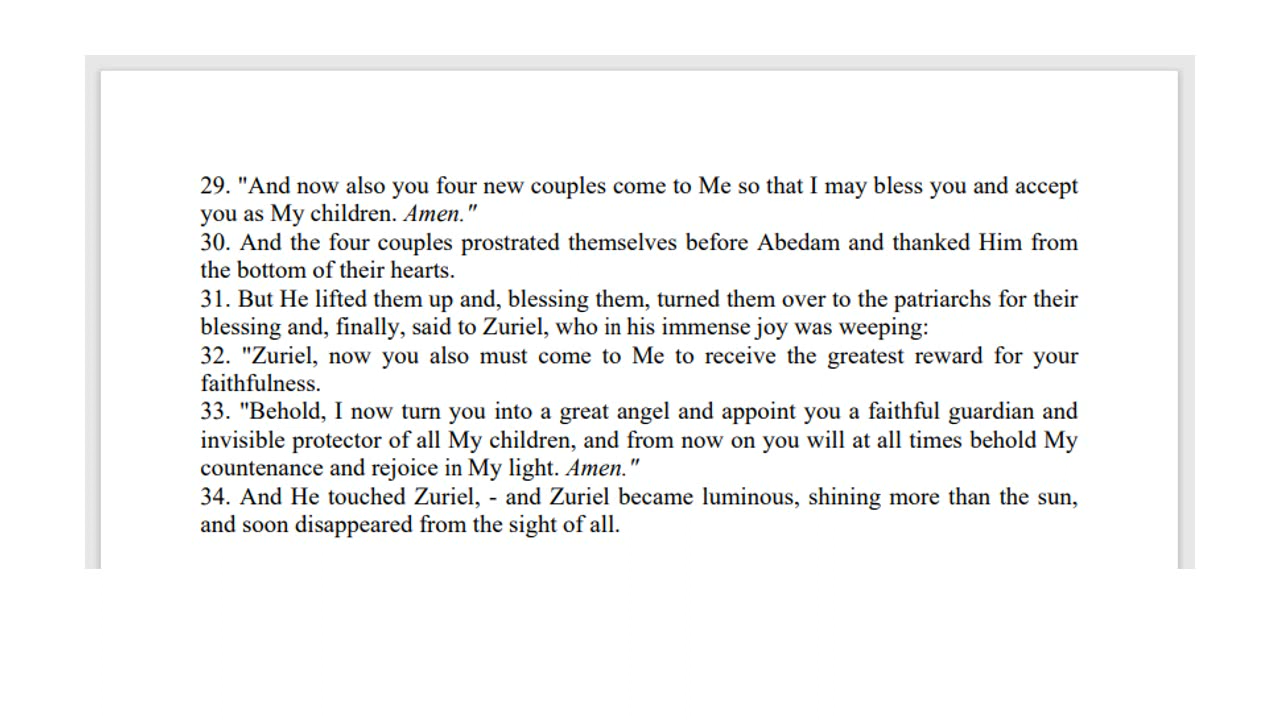 29. "And now also you four new couples come to Me so that I may bless you and accept
you as My children. Amen."
30. And the four couples prostrated themselves before Abedam and thanked Him from
the bottom of their hearts.
31. But He lifted them up and, blessing them, turned them over to the patriarchs for their
blessing and, finally, said to Zuriel, who in his immense joy was weeping:
32. "Zuriel, now you also must come to Me to receive the greatest reward for your
faithfulness.
33. "Behold, I now turn you into a great angel and appoint you a faithful guardian and
invisible protector of all My children, and from now on you will at all times behold My
countenance and rejoice in My light. Amen."
34. And He touched Zuriel, - and Zuriel became luminous, shining more than the sun,
and soon disappeared from the sight of all.